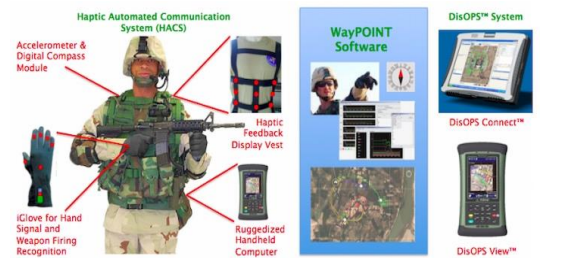 Haptic Automated Communication
System (HACS)
Accelerometer &
Digital Compass
Module
Haptic
Feedback
Display Vest
iGlove for Hand
Signal and
Weapon Firing
Recognition
Ruggedized
Handheld
Computer
WayPOINT
Software
DisOPS™ System
DisOPS Connect™
DisOPS View™